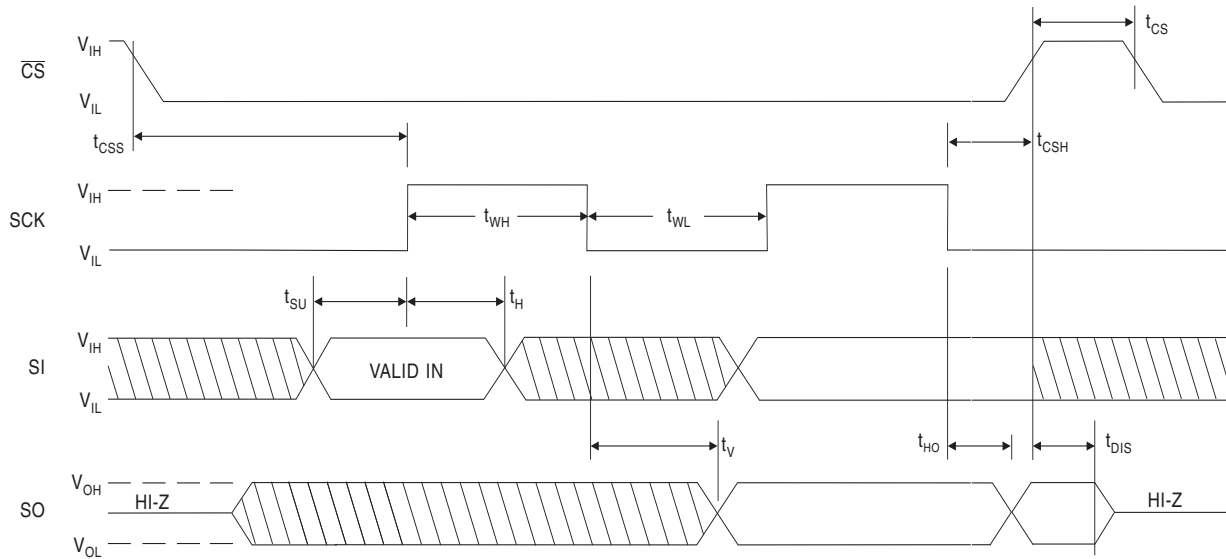 t_CS
V_IH
C̅S̅
V_IL
t_CSS
t_CSH
V_IH
SCK
t_WH
t_WL
V_IL
t_SU
t_H
V_IH
SI
VALID IN
V_IL
t_V
t_HO
t_DIS
V_OH
HI-Z
HI-Z
SO
V_OL